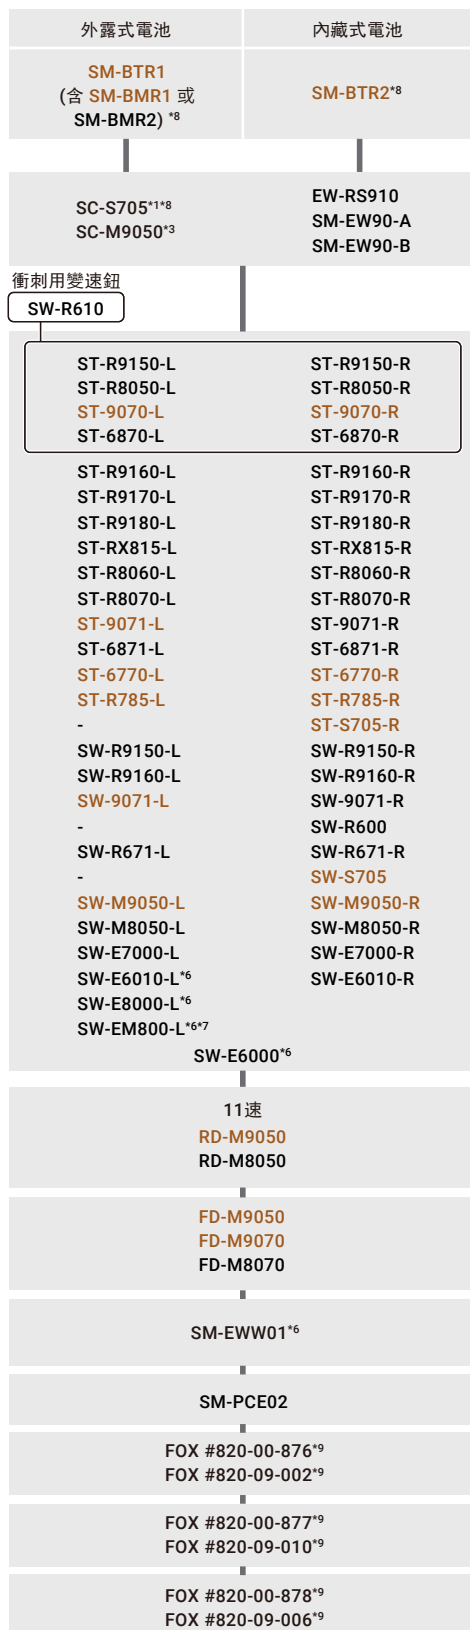 外露式電池 內藏式電池
SM-BTR1
(含 SM-BMR1 或
SM-BMR2) *8
SM-BTR2*8
SC-S705*1*8
SC-M9050*3
EW-RS910
SM-EW90-A
SM-EW90-B
衝刺用變速鈕
SW-R610
ST-R9150-L ST-R9150-R
ST-R8050-L ST-R8050-R
ST-9070-L ST-9070-R
ST-6870-L ST-6870-R
ST-R9160-L ST-R9160-R
ST-R9170-L ST-R9170-R
ST-R9180-L ST-R9180-R
ST-RX815-L ST-RX815-R
ST-R8060-L ST-R8060-R
ST-R8070-L ST-R8070-R
ST-9071-L ST-9071-R
ST-6871-L ST-6871-R
ST-6770-L ST-6770-R
ST-R785-L ST-R785-R
- ST-S705-R
SW-R9150-L SW-R9150-R
SW-R9160-L SW-R9160-R
SW-9071-L SW-9071-R
- SW-R600
SW-R671-L SW-R671-R
- SW-S705
SW-M9050-L SW-M9050-R
SW-M8050-L SW-M8050-R
SW-E7000-L SW-E7000-R
SW-E6010-L*6 SW-E6010-R
SW-E8000-L*6
SW-EM800-L*6*7
SW-E6000*6
11速
RD-M9050
RD-M8050
FD-M9050
FD-M9070
FD-M8070
SM-EWW01*6
SM-PCE02
FOX #820-00-876*9
FOX #820-09-002*9
FOX #820-00-877*9
FOX #820-09-010*9
FOX #820-00-878*9
FOX #820-09-006*9